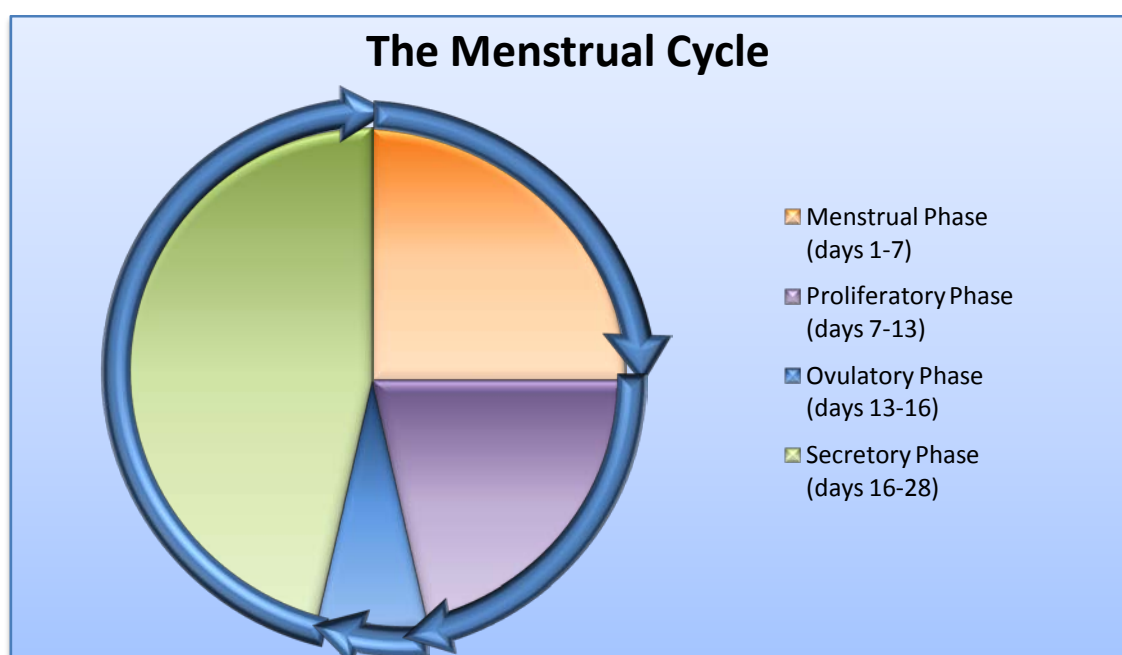 The Menstrual Cycle
Menstrual Phase
(days 1-7)
Proliferatory Phase
(days 7-13)
Ovulatory Phase
(days 13-16)
Secretory Phase
(days 16-28)